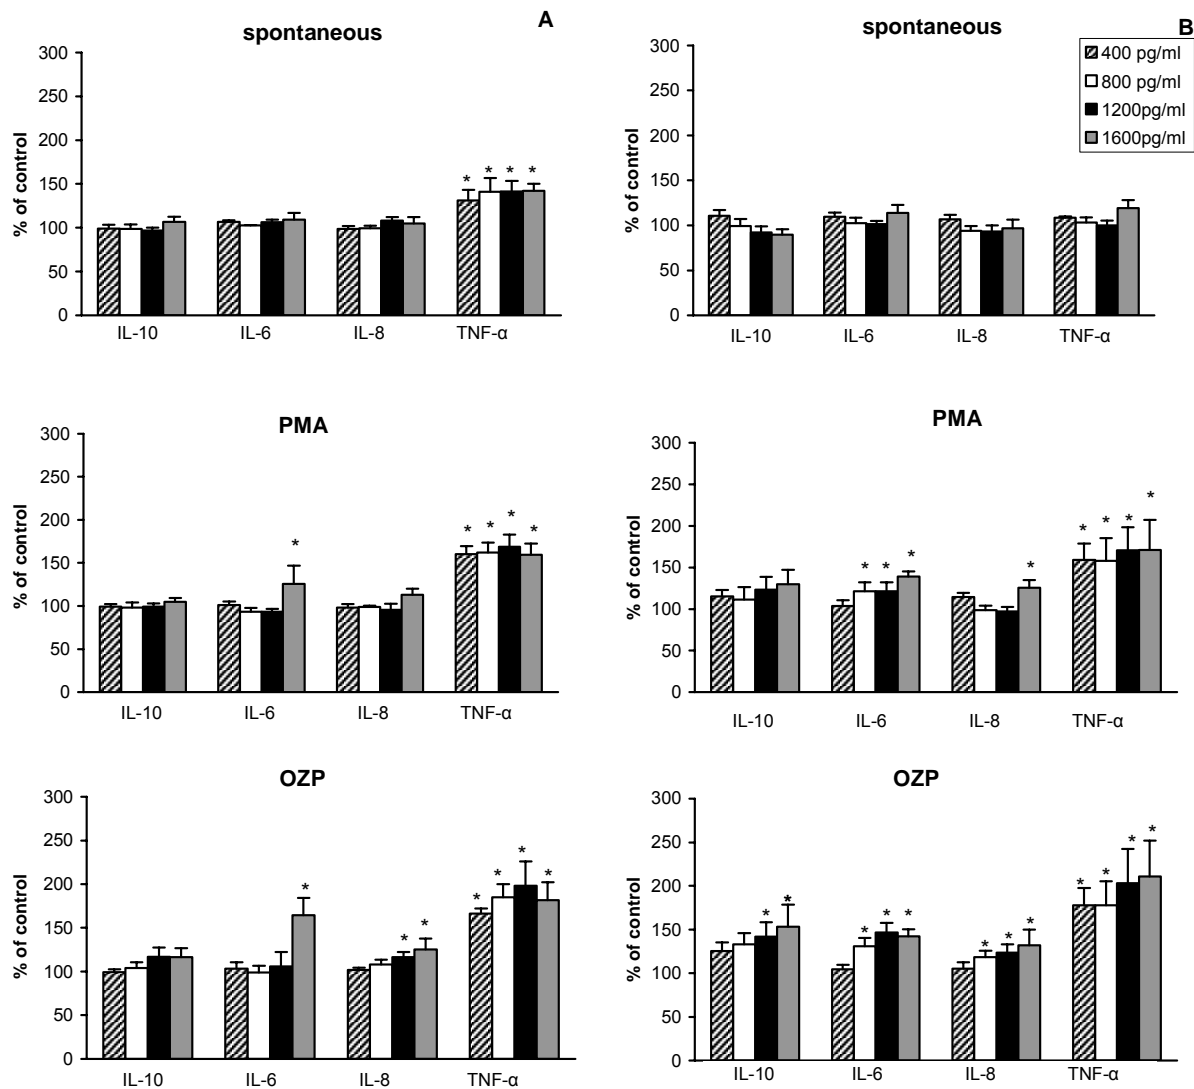 A
spontaneous
% of control
300
250
200
150
100
50
0
* * * *
IL-10 IL-6 IL-8 TNF-α
B
spontaneous
400 pg/ml
800 pg/ml
1200pg/ml
1600pg/ml
% of control
300
250
200
150
100
50
0
IL-10 IL-6 IL-8 TNF-α
PMA
% of control
300
250
200
150
100
50
0
* * * * *
IL-10 IL-6 IL-8 TNF-α
PMA
% of control
300
250
200
150
100
50
0
* * * * * * * *
IL-10 IL-6 IL-8 TNF-α
OZP
% of control
300
250
200
150
100
50
0
* * * * * * *
IL-10 IL-6 IL-8 TNF-α
OZP
% of control
300
250
200
150
100
50
0
* * * * * * * * * * * *
IL-10 IL-6 IL-8 TNF-α